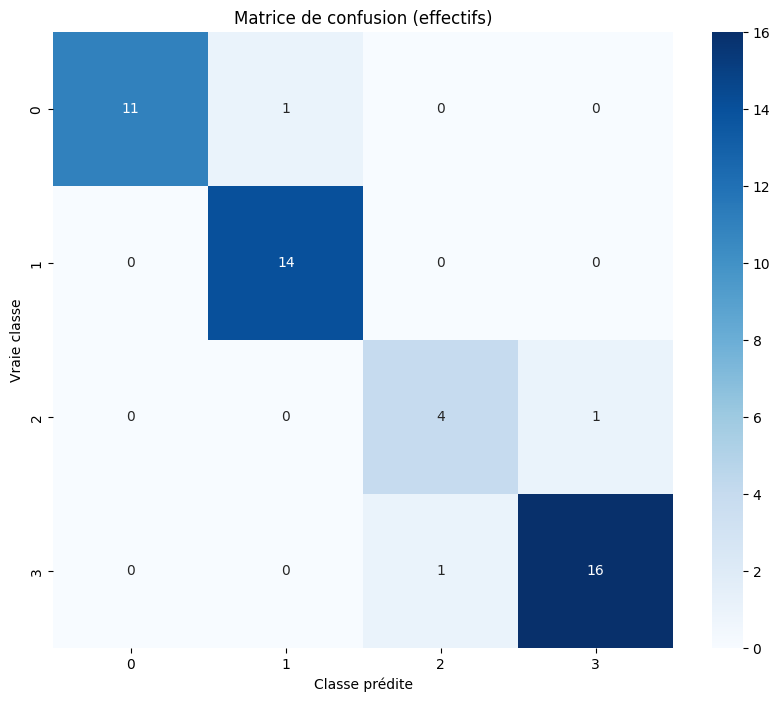 Matrice de confusion (effectifs)
0 11 1 0 0
1 0 14 0 0
2 0 0 4 1
3 0 0 1 16
0 1 2 3
Vraie classe
Classe prédite
16
14
12
10
8
6
4
2
0